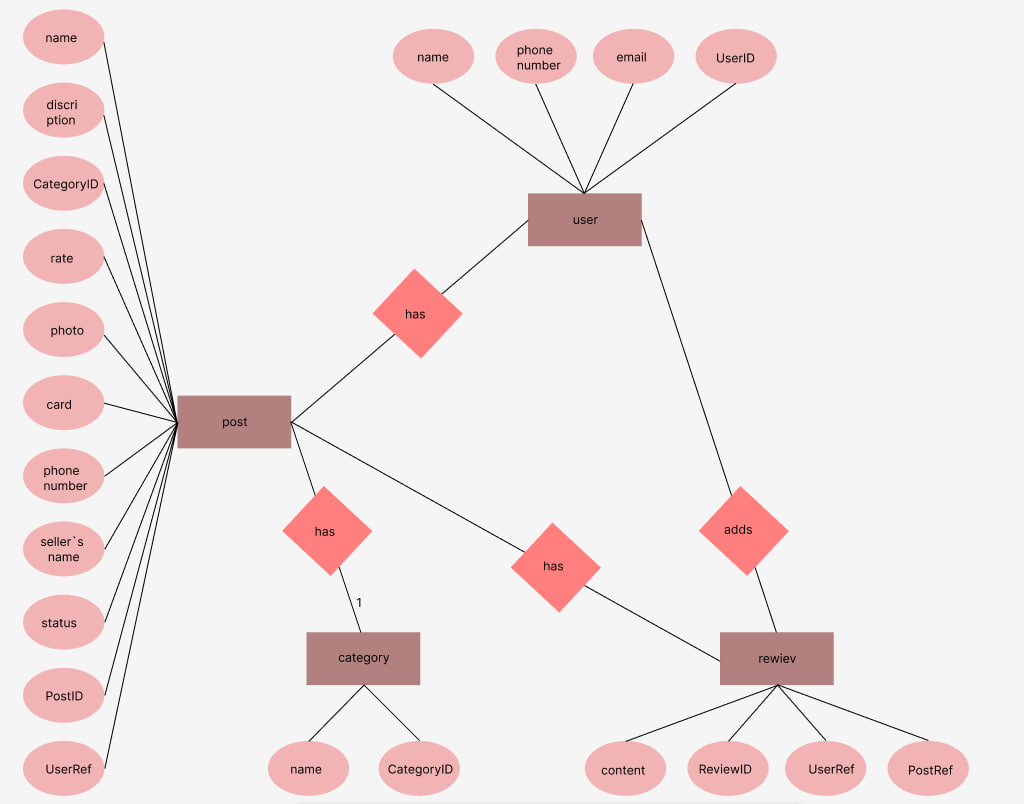 name
phone
number
email
UserID
name
discri
ption
CategoryID
rate
photo
card
phone
number
seller`s
name
status
PostID
UserRef
user
has
post
has
has
adds
1
category
rewiev
name
CategoryID
content
ReviewID
UserRef
PostRef